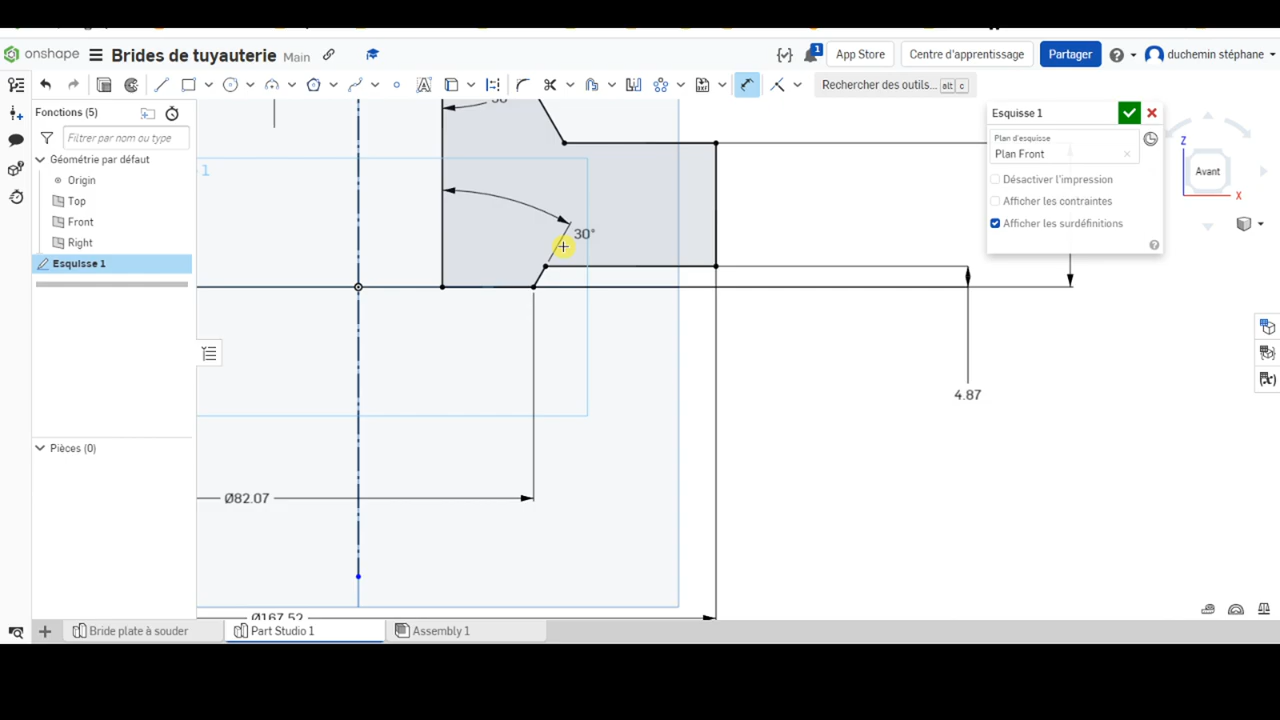 onshape Brides de tuyauterie Main 1 App Store Centre d'apprentissage Partager duchemin stéphane
Rechercher des outils... alt c
Fonctions (5)
Filtrer par nom ou type
Géométrie par défaut
Origin
Top
Front
Right
Esquisse 1
Pièces (0)
1
30°
4.87
Ø82.07
Ø167.52
Esquisse 1
Plan d'esquisse
Plan Front
Désactiver l'impression
Afficher les contraintes
Afficher les surdéfinitions
Z
Avant
X
Bride plate à souder Part Studio 1 Assembly 1